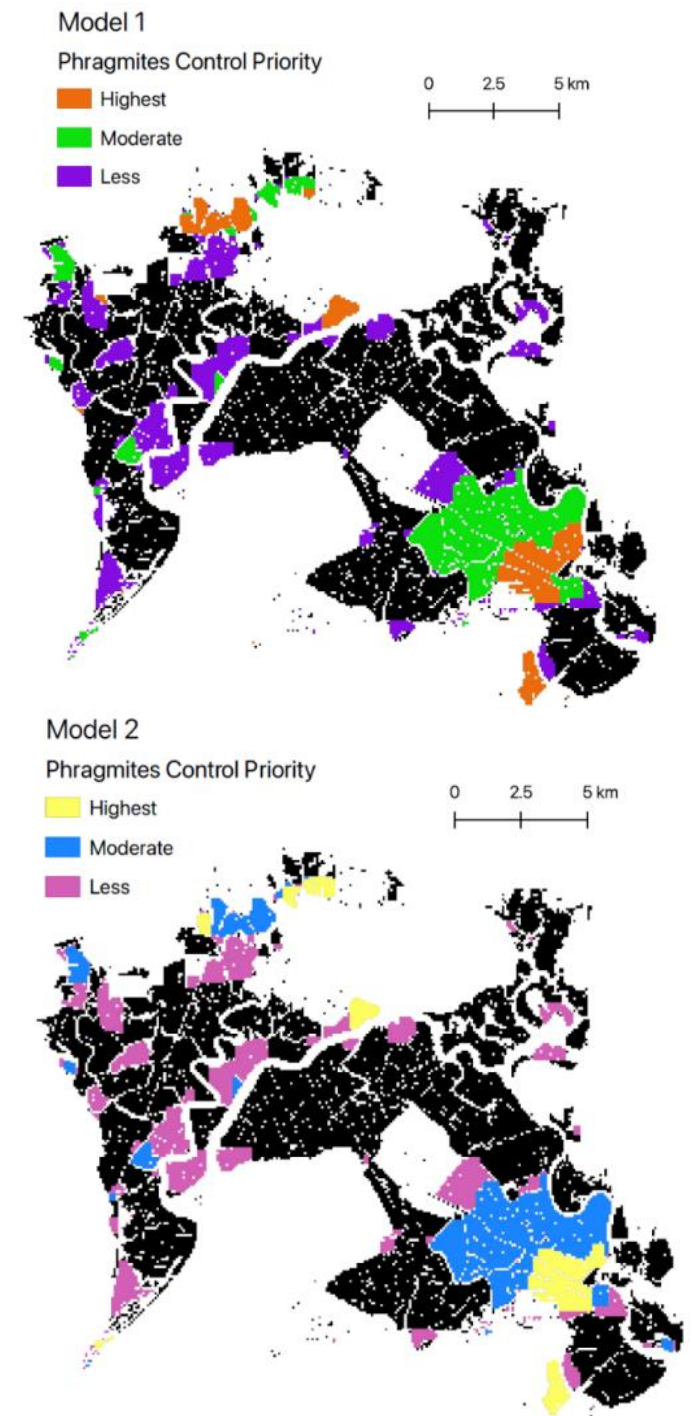 Model 1
Phragmites Control Priority
0 2.5 5 km
Highest
Moderate
Less
Model 2
Phragmites Control Priority
0 2.5 5 km
Highest
Moderate
Less